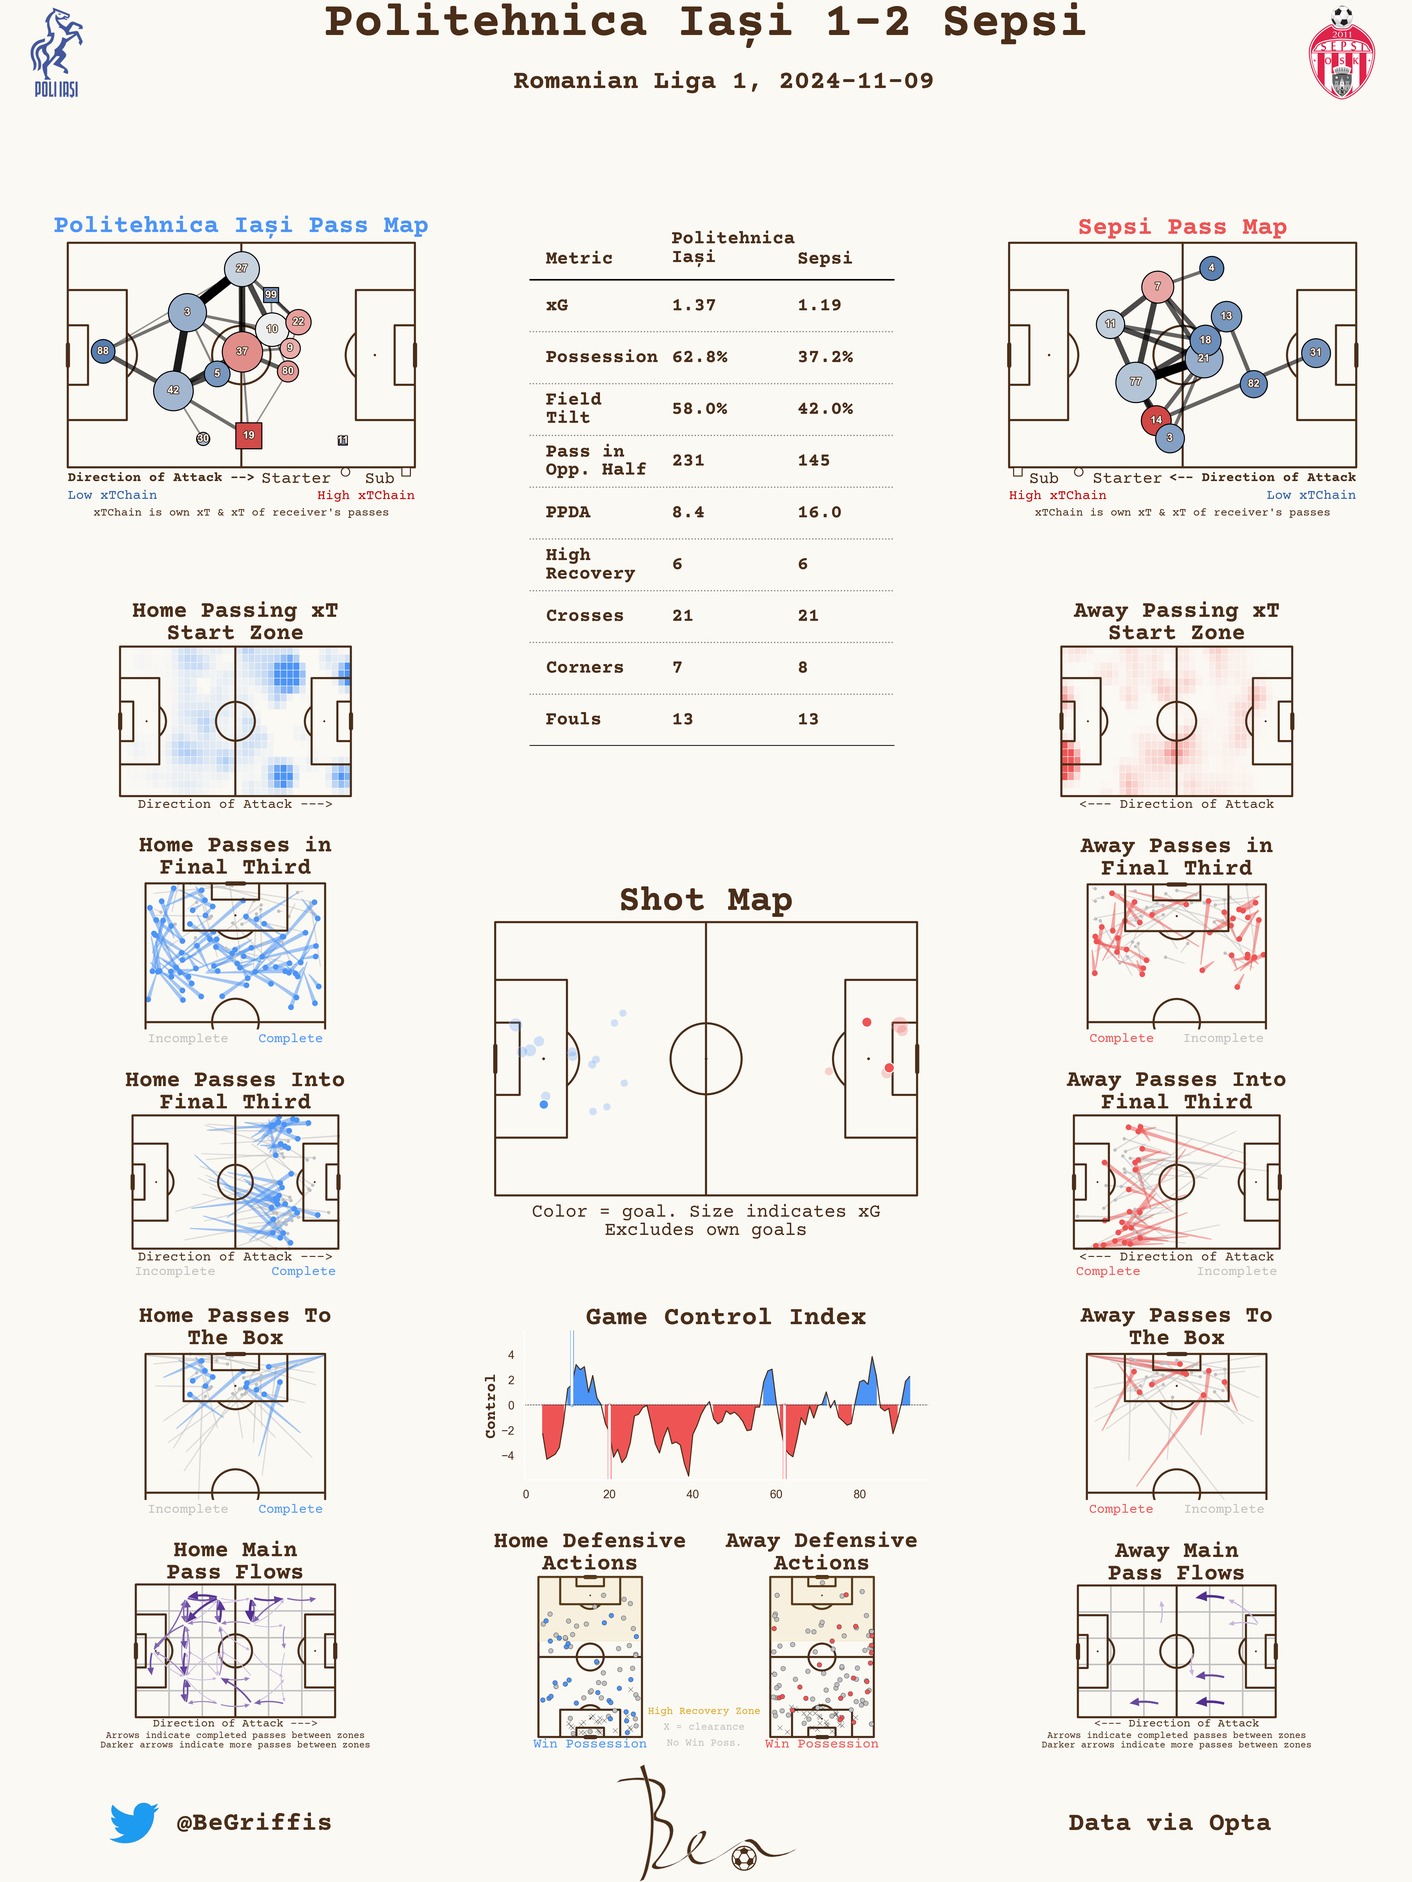 Politehnica Iași 1-2 Sepsi
Romanian Liga 1, 2024-11-09
POLI IAȘI
2011
SEPSI
OSK
Politehnica Iași Pass Map
27
99
3
10
22
37
9
88
5
80
42
30
19
11
Direction of Attack --> Starter Sub
Low xTChain High xTChain
xTChain is own xT & xT of receiver's passes
Metric Politehnica Iași Sepsi
xG 1.37 1.19
Possession 62.8% 37.2%
Field Tilt 58.0% 42.0%
Pass in Opp. Half 231 145
PPDA 8.4 16.0
High Recovery 6 6
Crosses 21 21
Corners 7 8
Fouls 13 13
Sepsi Pass Map
4
7
11
13
18
21
31
77
82
14
3
Sub Starter <-- Direction of Attack
High xTChain Low xTChain
xTChain is own xT & xT of receiver's passes
Home Passing xT
Start Zone
Direction of Attack --->
Away Passing xT
Start Zone
<--- Direction of Attack
Home Passes in
Final Third
Incomplete Complete
Away Passes in
Final Third
Complete Incomplete
Shot Map
Color = goal. Size indicates xG
Excludes own goals
Home Passes Into
Final Third
Direction of Attack --->
Incomplete Complete
Away Passes Into
Final Third
<--- Direction of Attack
Complete Incomplete
Home Passes To
The Box
Incomplete Complete
Game Control Index
Control
4
2
0
−2
−4
0 20 40 60 80
Away Passes To
The Box
Complete Incomplete
Home Main
Pass Flows
Direction of Attack --->
Arrows indicate completed passes between zones
Darker arrows indicate more passes between zones
Home Defensive
Actions
Win Possession
High Recovery Zone
X = clearance
No Win Poss.
Away Defensive
Actions
Win Possession
Away Main
Pass Flows
<--- Direction of Attack
Arrows indicate completed passes between zones
Darker arrows indicate more passes between zones
@BeGriffis
Ben
Data via Opta